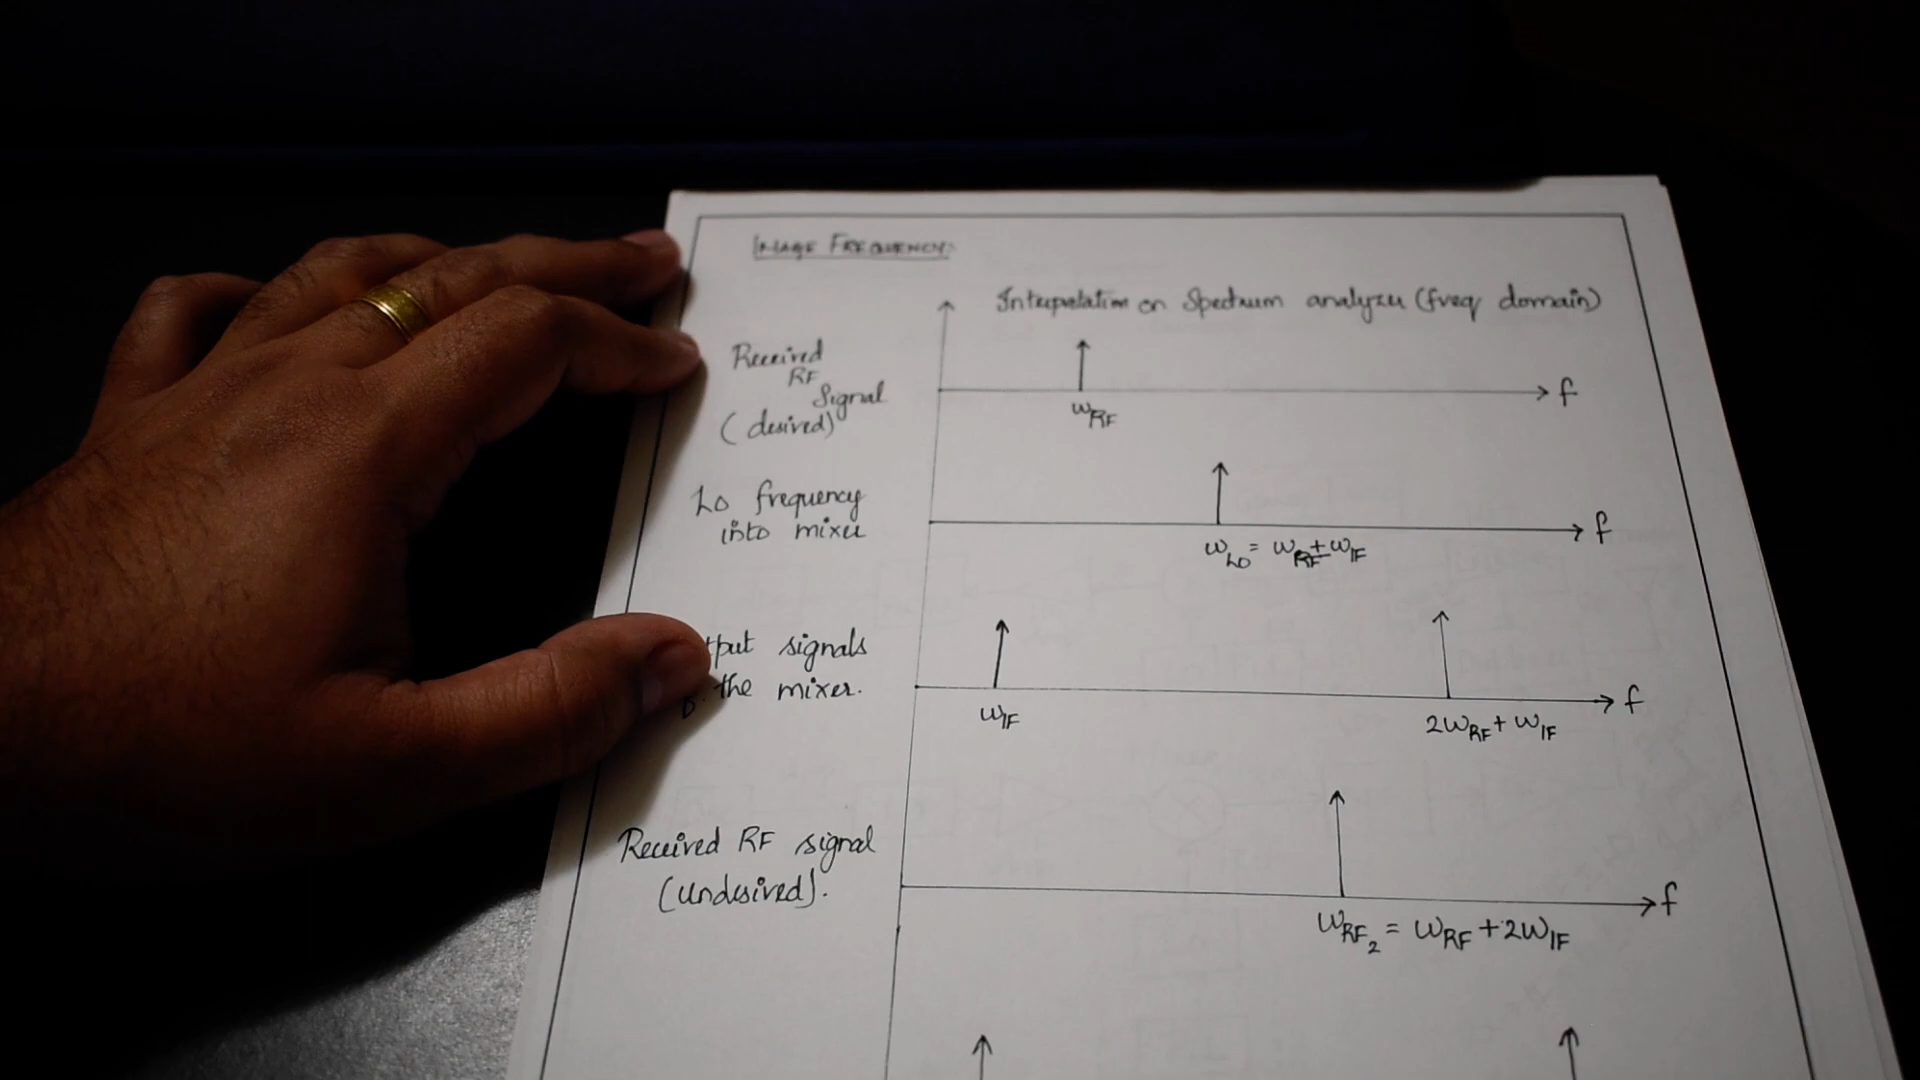 IMAGE FREQUENCY:
Interpretation on Spectrum analyzer (freq domain)
Received
RF
Signal
(desired)
f
ωRF
Lo frequency
into mixer
f
ωLO = ωRF+ωIF
tput signals
the mixer.
f
ωIF
2ωRF + ωIF
Received RF signal
(undesired).
f
ωRF2 = ωRF + 2ωIF